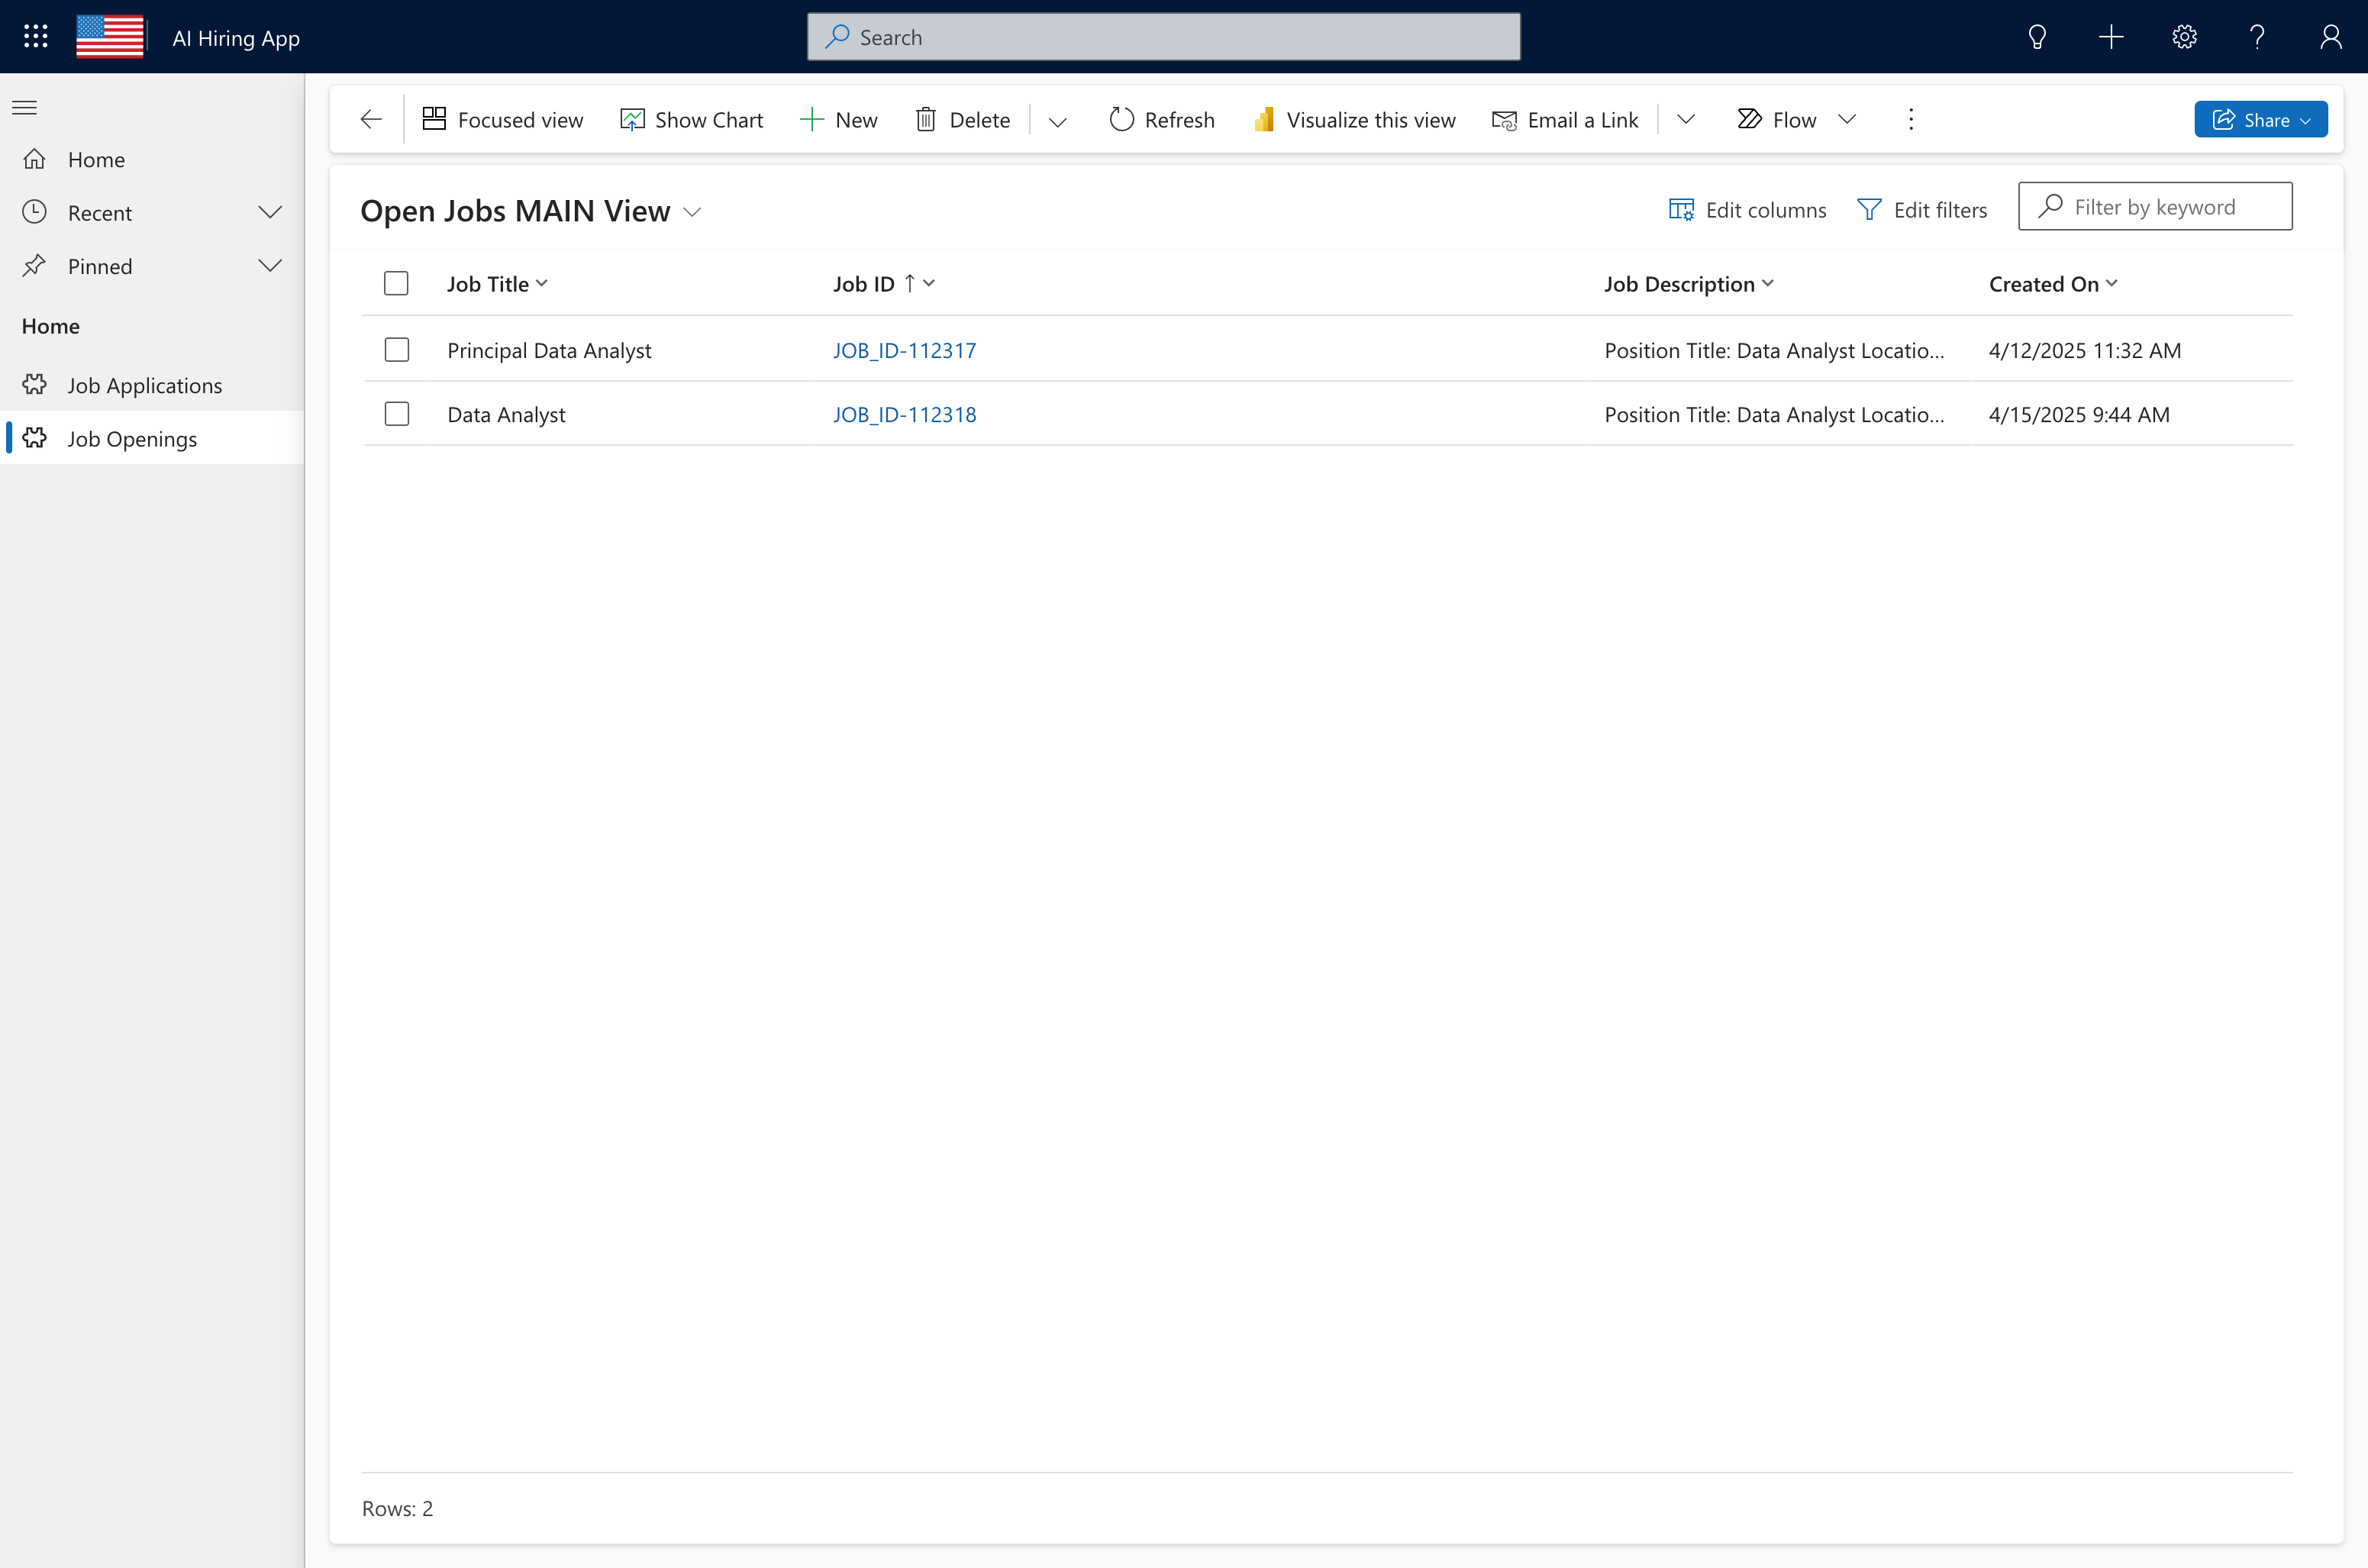 AI Hiring App
Search
Home
Recent
Pinned
Home
Job Applications
Job Openings
Focused view
Show Chart
New
Delete
Refresh
Visualize this view
Email a Link
Flow
Share
Open Jobs MAIN View
Edit columns
Edit filters
Filter by keyword
Job Title Job ID Job Description Created On
Principal Data Analyst JOB_ID-112317 Position Title: Data Analyst Locatio... 4/12/2025 11:32 AM
Data Analyst JOB_ID-112318 Position Title: Data Analyst Locatio... 4/15/2025 9:44 AM
Rows: 2